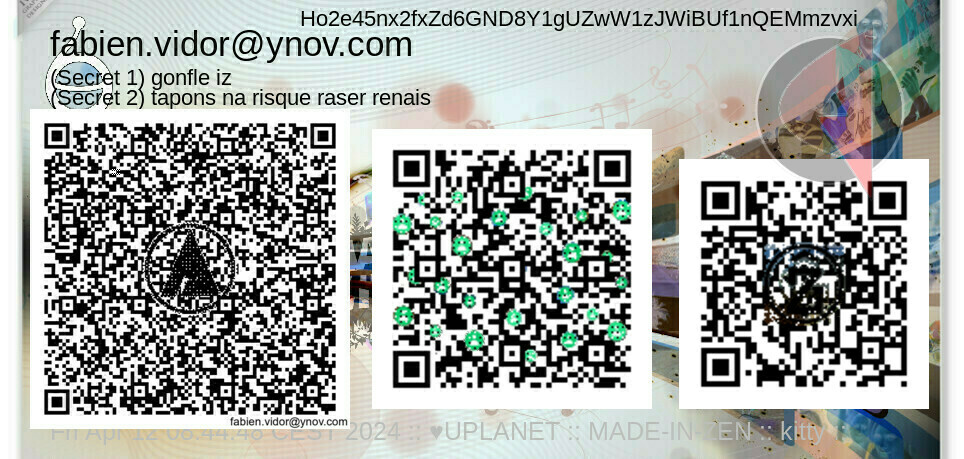 Ho2e45nx2fxZd6GND8Y1gUZwW1zJWiBUf1nQEMmzvxi
fabien.vidor@ynov.com
(Secret 1) gonfle iz
(Secret 2) tapons na risque raser renais
fabien.vidor@ynov.com
Fri Apr 12 08:44:48 CEST 2024 :: ♥UPLANET :: MADE-IN-ZEN :: kitty ::